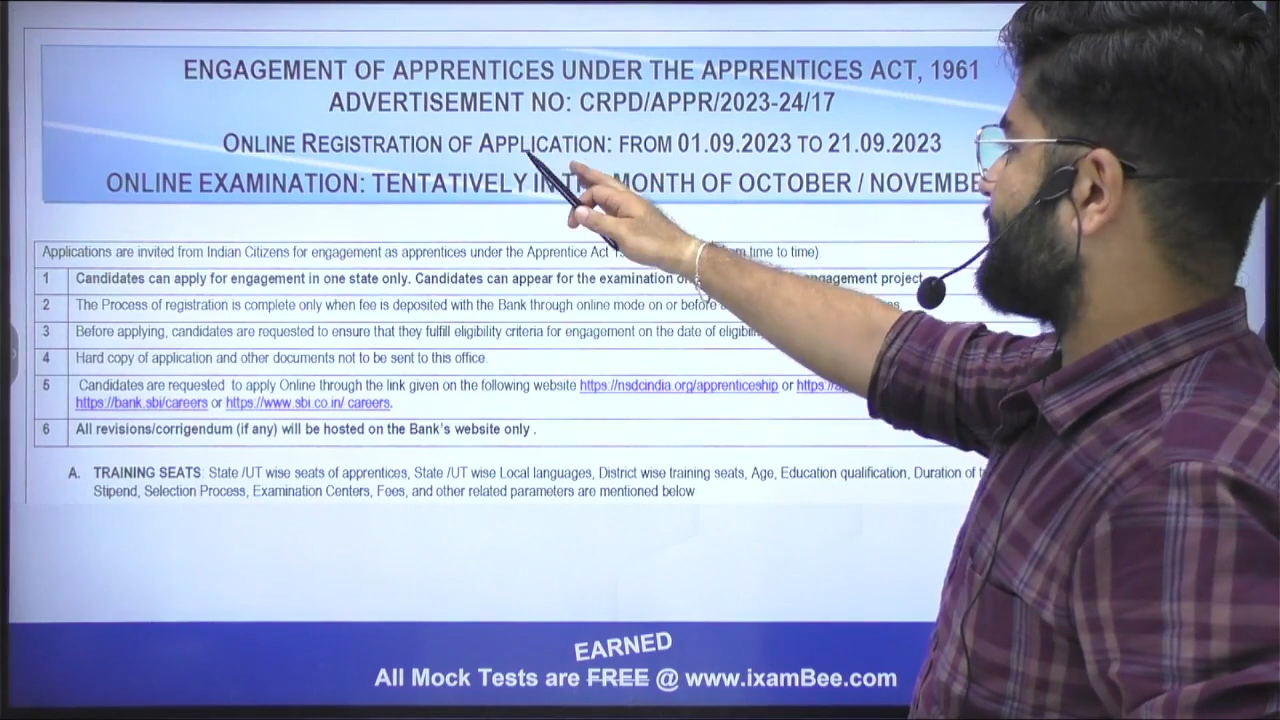 ENGAGEMENT OF APPRENTICES UNDER THE APPRENTICES ACT, 1961
ADVERTISEMENT NO: CRPD/APPR/2023-24/17
ONLINE REGISTRATION OF APPLICATION: FROM 01.09.2023 TO 21.09.2023
ONLINE EXAMINATION: TENTATIVELY IN MONTH OF OCTOBER /
Applications are invited from Indian Citizens for engagement as apprentices under the Apprentice Act time to time)
1 Candidates can apply for engagement in one state only. Candidates can appear for the examination engagement project
2 The Process of registration is complete only when fee is deposited with the Bank through online mode on or before
3 Before applying, candidates are requested to ensure that they fulfill eligibility criteria for engagement on the date of
4 Hard copy of application and other documents not to be sent to this office.
5 Candidates are requested to apply Online through the link given on the following website https://nsdcindia.org/apprenticeship or
https://bank.sbi/careers or https://www.sbi.co.in/ careers.
6 All revisions/corrigendum (if any) will be hosted on the Bank's website only .
A. TRAINING SEATS: State /UT wise seats of apprentices, State /UT wise Local languages, District wise training seats, Age, Education qualification, Duration of
Stipend, Selection Process, Examination Centers, Fees, and other related parameters are mentioned below
EARNED
All Mock Tests are FREE @ www.ixamBee.com